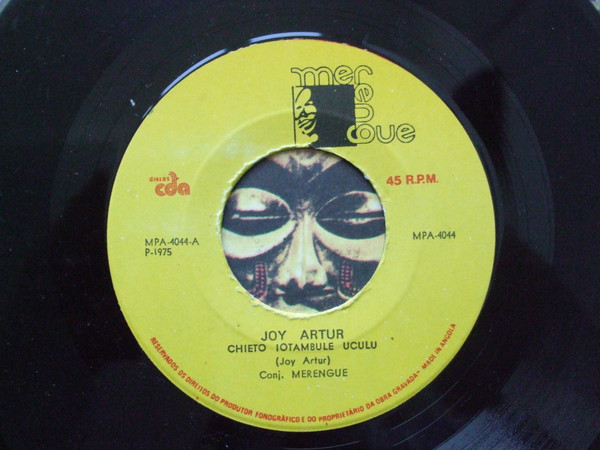 merengue
discos cda
45 R.P.M.
MPA-4044-A
P-1975
MPA-4044
JOY ARTUR
CHIETO IOTAMBULE UCULU
(Joy Artur)
Conj. MERENGUE
RESERVADOS OS DIREITOS DO PRODUTOR FONOGRÁFICO E DO PROPRIETÁRIO DA OBRA GRAVADA" MADE IN ANGOLA